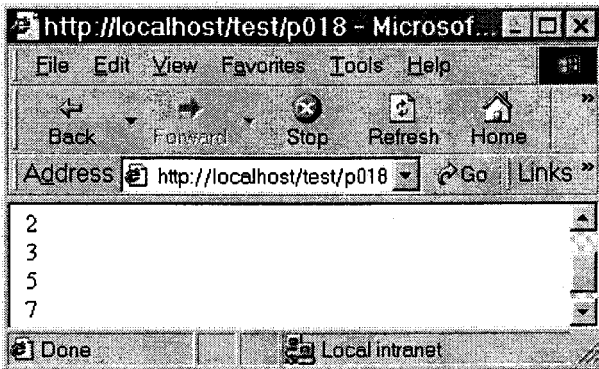 http://localhost/test/p018 - Microsof...
File Edit View Favorites Tools Help
Back Forward Stop Refresh Home »
Address http://localhost/test/p018 Go Links »
2
3
5
7
Done Local intranet